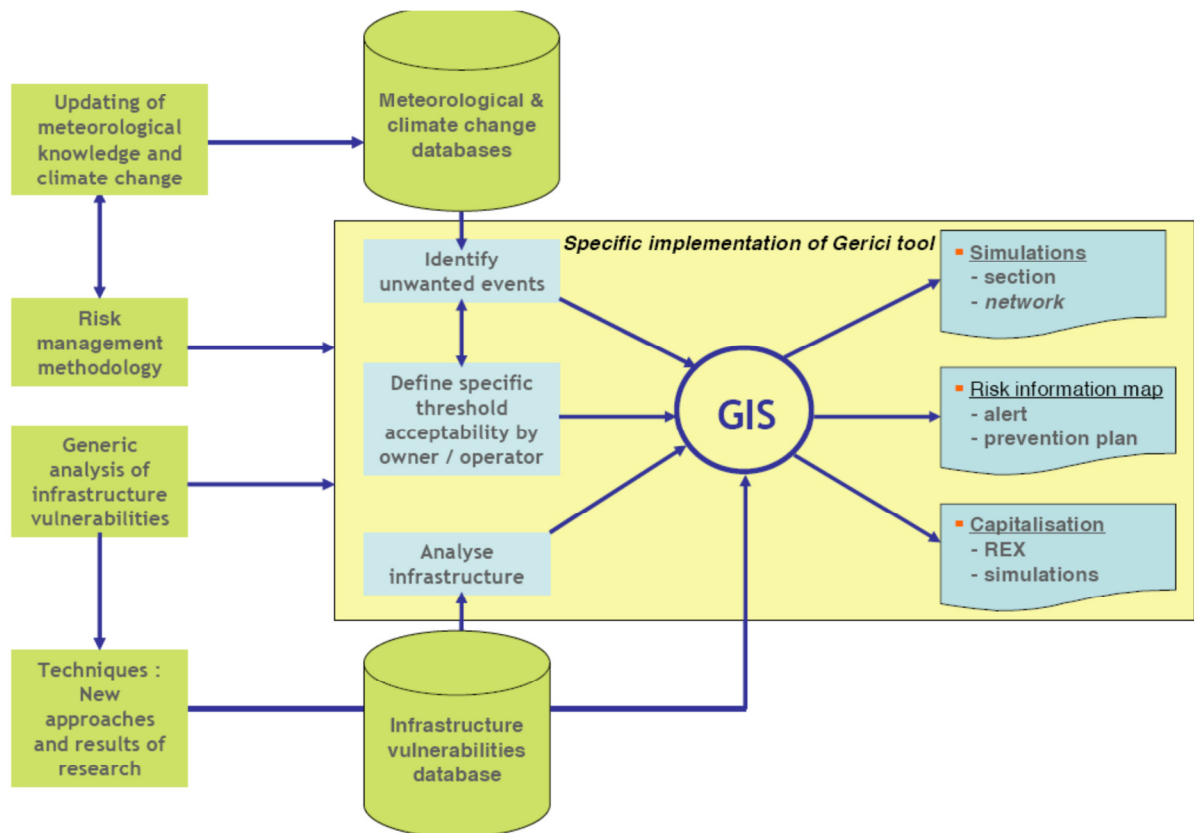 Updating of
meteorological
knowledge and
climate change
Meteorological &
climate change
databases
Risk
management
methodology
Generic
analysis of
infrastructure
vulnerabilities
Techniques :
New
approaches
and results of
research
Infrastructure
vulnerabilities
database
Specific implementation of Gerici tool
Identify
unwanted events
Define specific
threshold
acceptability by
owner / operator
Analyse
infrastructure
GIS
▪ Simulations
- section
- network
▪ Risk information map
- alert
- prevention plan
▪ Capitalisation
- REX
- simulations